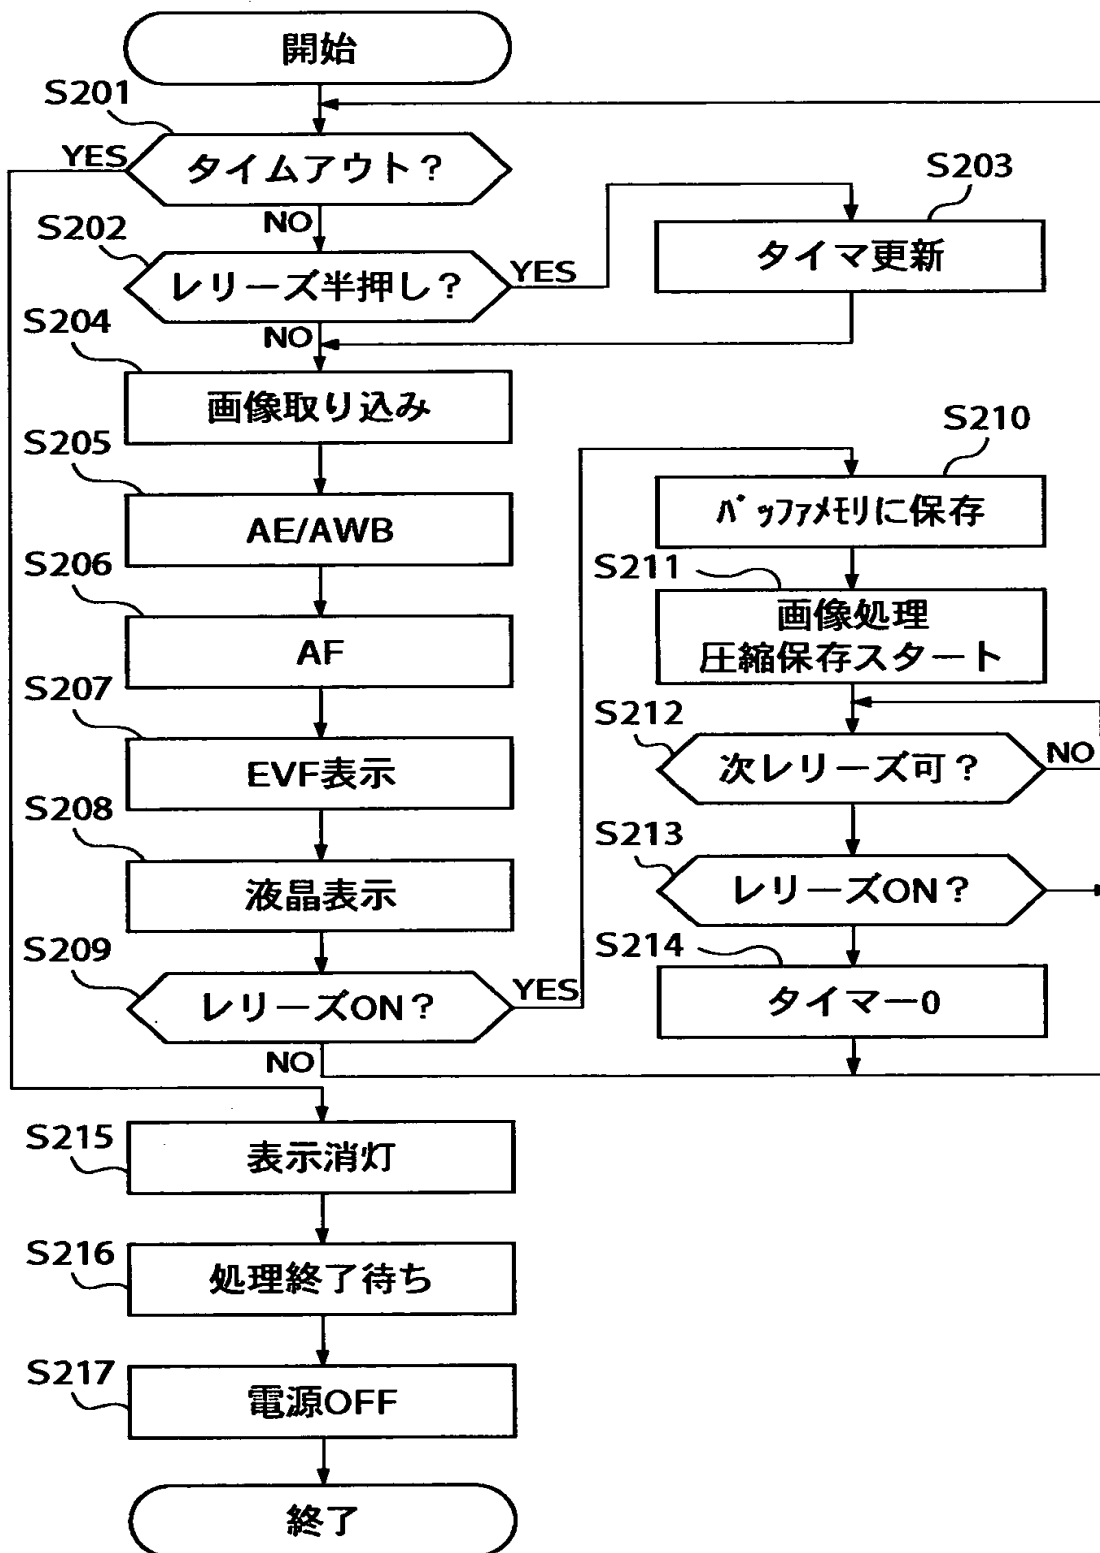 開始
S201
タイムアウト？
YES
NO
S202
レリーズ半押し？
YES
NO
S203
タイマ更新
S204
画像取り込み
S205
AE/AWB
S206
AF
S207
EVF表示
S208
液晶表示
S209
レリーズON？
YES
NO
S210
ﾊﾞｯﾌｧﾒﾓﾘに保存
S211
画像処理
圧縮保存スタート
S212
次レリーズ可？
NO
S213
レリーズON？
S214
タイマー0
S215
表示消灯
S216
処理終了待ち
S217
電源OFF
終了